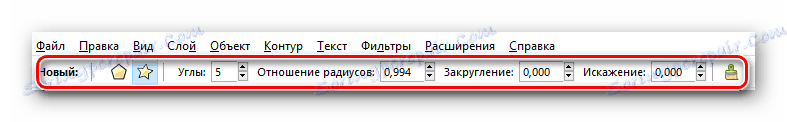 Файл Правка Вид Слой Объект Контур Текст Фильтры Расширения Справка
Новый: Углы: 5 Отношение радиусов: 0,994 Закругление: 0,000 Искажение: 0,000